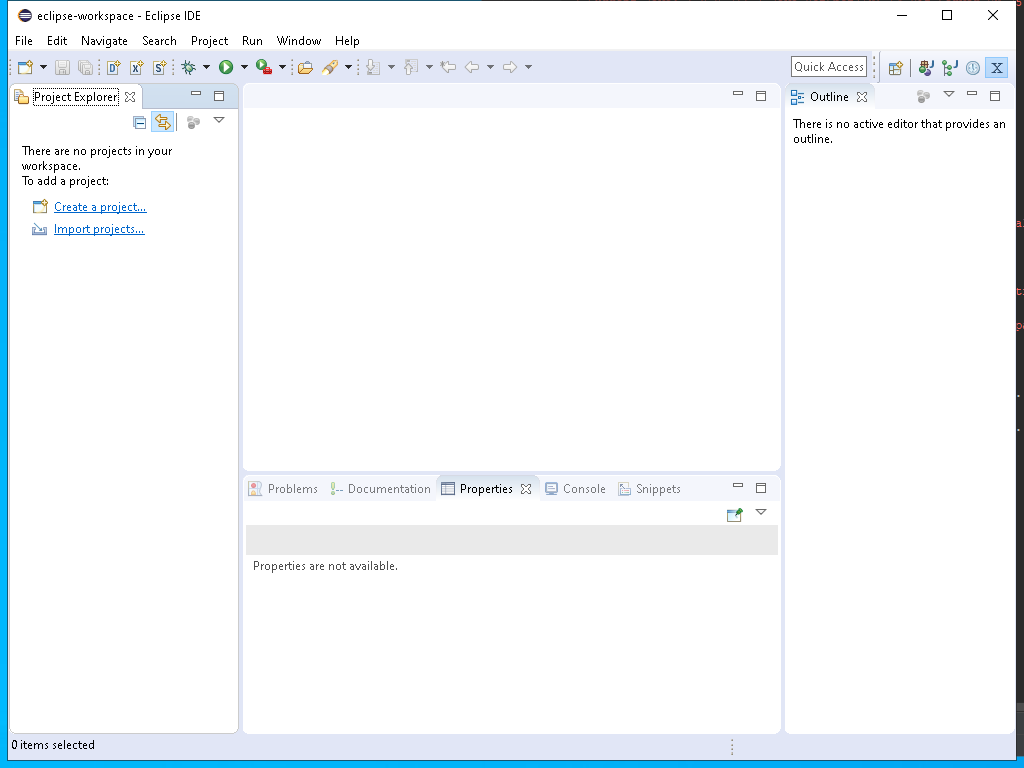 eclipse-workspace - Eclipse IDE
File Edit Navigate Search Project Run Window Help
Quick Access
Project Explorer
There are no projects in your
workspace.
To add a project:
Create a project...
Import projects...
Outline
There is no active editor that provides an
outline.
Problems Documentation Properties Console Snippets
Properties are not available.
0 items selected